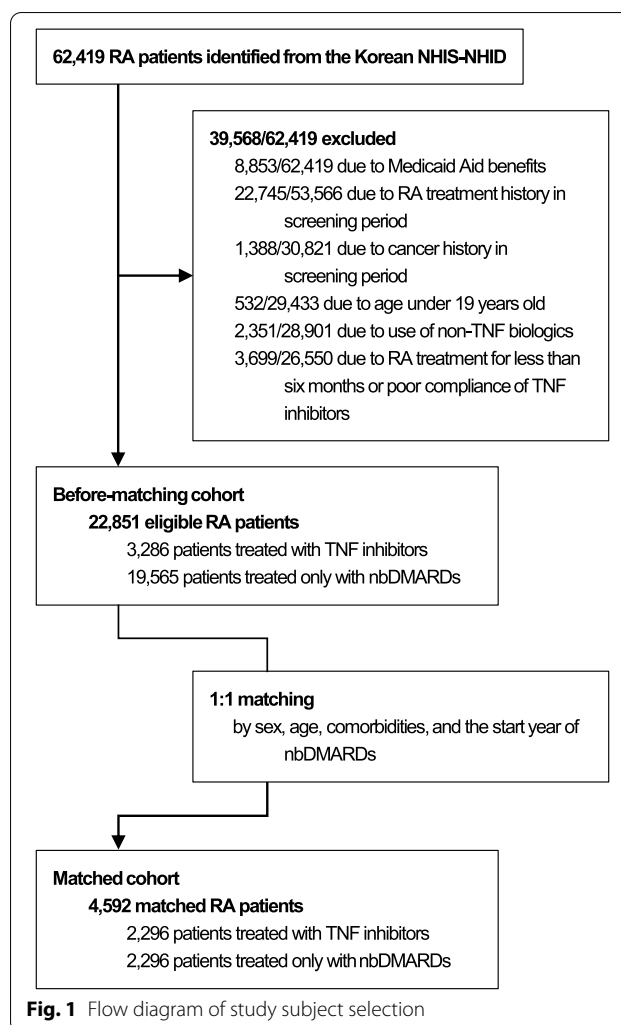 62,419 RA patients identified from the Korean NHIS-NHID
39,568/62,419 excluded
8,853/62,419 due to Medicaid Aid benefits
22,745/53,566 due to RA treatment history in
screening period
1,388/30,821 due to cancer history in
screening period
532/29,433 due to age under 19 years old
2,351/28,901 due to use of non-TNF biologics
3,699/26,550 due to RA treatment for less than
six months or poor compliance of TNF
inhibitors
Before-matching cohort
22,851 eligible RA patients
3,286 patients treated with TNF inhibitors
19,565 patients treated only with nbDMARDs
1:1 matching
by sex, age, comorbidities, and the start year of
nbDMARDs
Matched cohort
4,592 matched RA patients
2,296 patients treated with TNF inhibitors
2,296 patients treated only with nbDMARDs
Fig. 1 Flow diagram of study subject selection